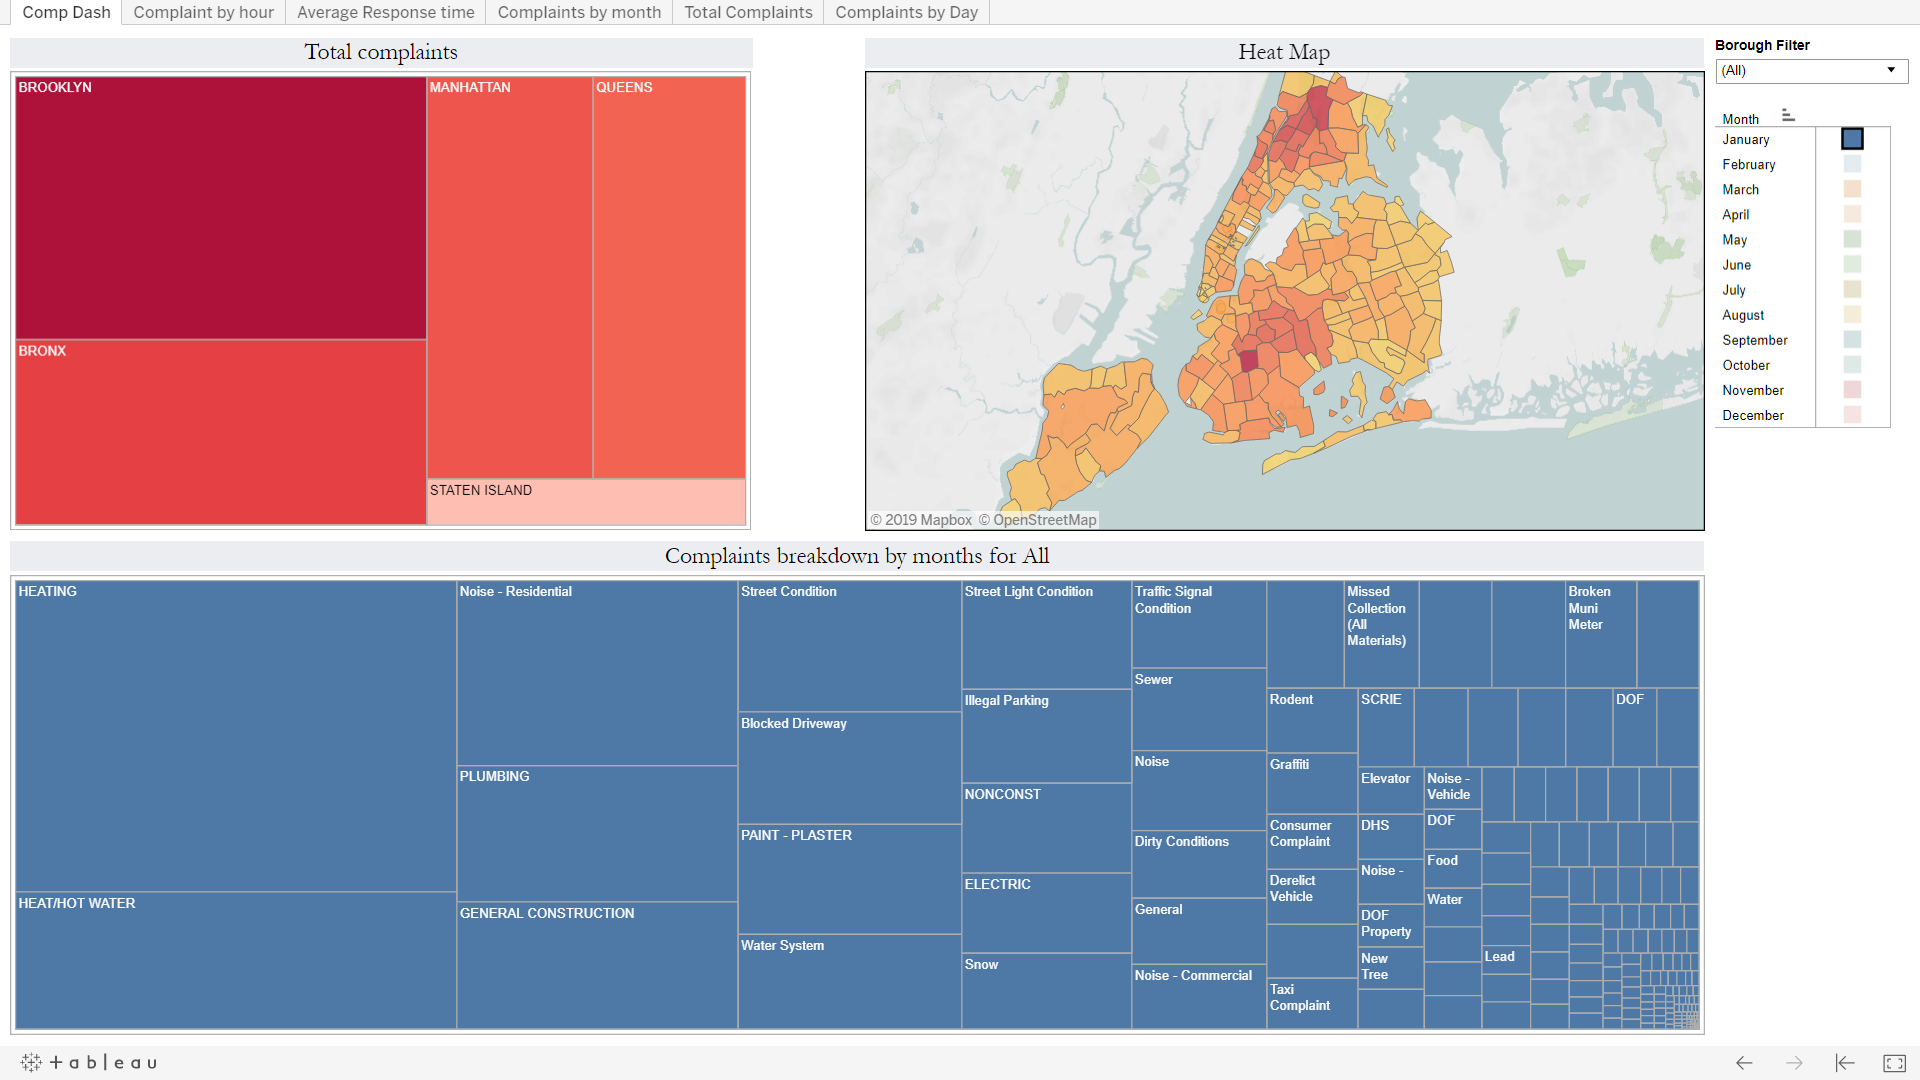 Comp Dash
Complaint by hour
Average Response time
Complaints by month
Total Complaints
Complaints by Day
Total complaints
Heat Map
Borough Filter
(All)
Month
January
February
March
April
May
June
July
August
September
October
November
December
BROOKLYN
MANHATTAN
QUEENS
BRONX
STATEN ISLAND
© 2019 Mapbox © OpenStreetMap
Complaints breakdown by months for All
HEATING
HEAT/HOT WATER
Noise - Residential
PLUMBING
GENERAL CONSTRUCTION
Street Condition
Blocked Driveway
PAINT - PLASTER
Water System
Street Light Condition
Illegal Parking
NONCONST
ELECTRIC
Snow
Traffic Signal
Condition
Sewer
Noise
Dirty Conditions
General
Noise - Commercial
Missed
Collection
(All
Materials)
Broken
Muni
Meter
Rodent
Graffiti
Consumer
Complaint
Derelict
Vehicle
Taxi
Complaint
SCRIE
DOF
Elevator
DHS
Noise -
DOF
Property
New
Tree
Noise -
Vehicle
DOF
Food
Water
Lead
+ableau